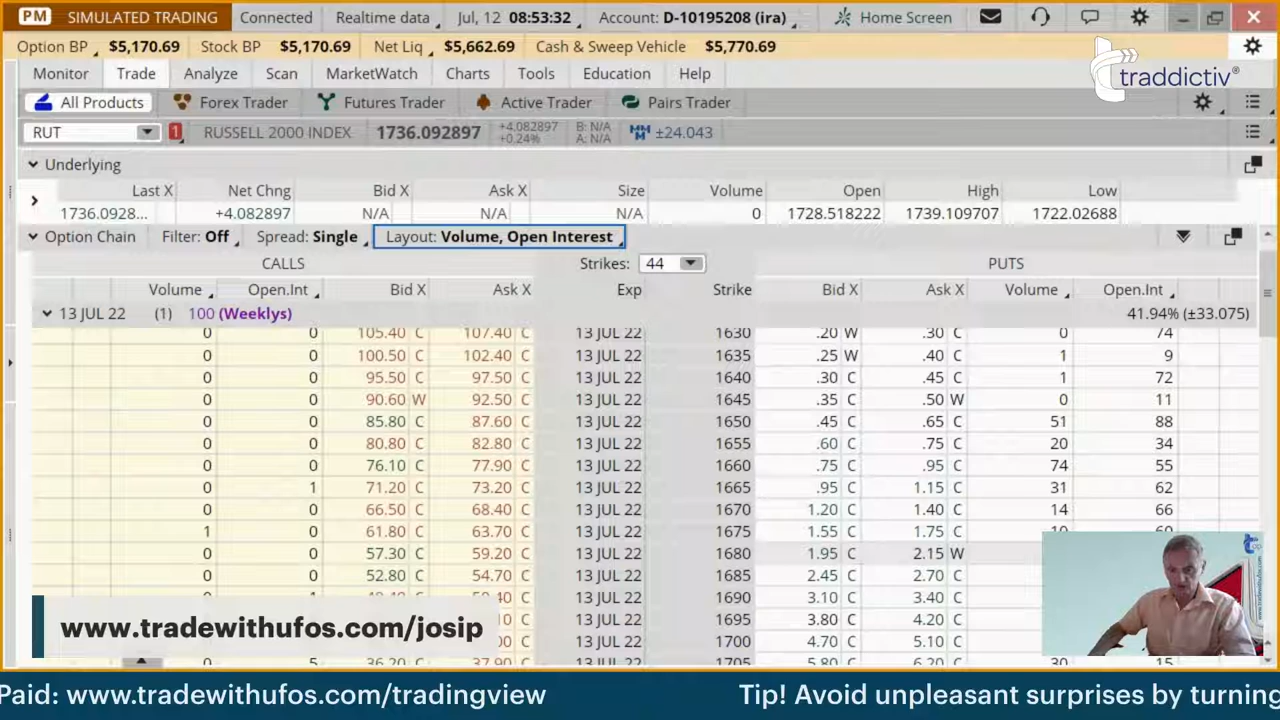 PM SIMULATED TRADING Connected Realtime data Jul, 12 08:53:32 Account: D-10195208 (ira) Home Screen
Option BP $5,170.69 Stock BP $5,170.69 Net Liq $5,662.69 Cash & Sweep Vehicle $5,770.69
Monitor Trade Analyze Scan MarketWatch Charts Tools Education Help
traddictiv®
All Products Forex Trader Futures Trader Active Trader Pairs Trader
RUT 1 RUSSELL 2000 INDEX 1736.092897 +4.082897 +0.24% B: N/A A: N/A ±24.043
Underlying
Last X Net Chng Bid X Ask X Size Volume Open High Low
1736.0928... +4.082897 N/A N/A N/A 0 1728.518222 1739.109707 1722.02688
Option Chain Filter: Off Spread: Single Layout: Volume, Open Interest
CALLS Strikes: 44 PUTS
Volume Open.Int Bid X Ask X Exp Strike Bid X Ask X Volume Open.Int
13 JUL 22 (1) 100 (Weeklys) 41.94% (±33.075)
0 0 105.40 C 107.40 C 13 JUL 22 1630 .20 W .30 C 0 74
0 0 100.50 C 102.40 C 13 JUL 22 1635 .25 W .40 C 1 9
0 0 95.50 C 97.50 C 13 JUL 22 1640 .30 C .45 C 1 72
0 0 90.60 W 92.50 C 13 JUL 22 1645 .35 C .50 W 0 11
0 0 85.80 C 87.60 C 13 JUL 22 1650 .45 C .65 C 51 88
0 0 80.80 C 82.80 C 13 JUL 22 1655 .60 C .75 C 20 34
0 0 76.10 C 77.90 C 13 JUL 22 1660 .75 C .95 C 74 55
0 1 71.20 C 73.20 C 13 JUL 22 1665 .95 C 1.15 C 31 62
0 0 66.50 C 68.40 C 13 JUL 22 1670 1.20 C 1.40 C 14 66
1 0 61.80 C 63.70 C 13 JUL 22 1675 1.55 C 1.75 C
0 0 57.30 C 59.20 C 13 JUL 22 1680 1.95 C 2.15 W
0 0 52.80 C 54.70 C 13 JUL 22 1685 2.45 C 2.70 C
C 13 JUL 22 1690 3.10 C 3.40 C
C 13 JUL 22 1695 3.80 C 4.20 C
C 13 JUL 22 1700 4.70 C 5.10 C
0 5 36.20 C 37.90 C 13 JUL 22 1705 5.80 C 6.20 C 30 15
www.tradewithufos.com/josip
Paid: www.tradewithufos.com/tradingview Tip! Avoid unpleasant surprises by turning